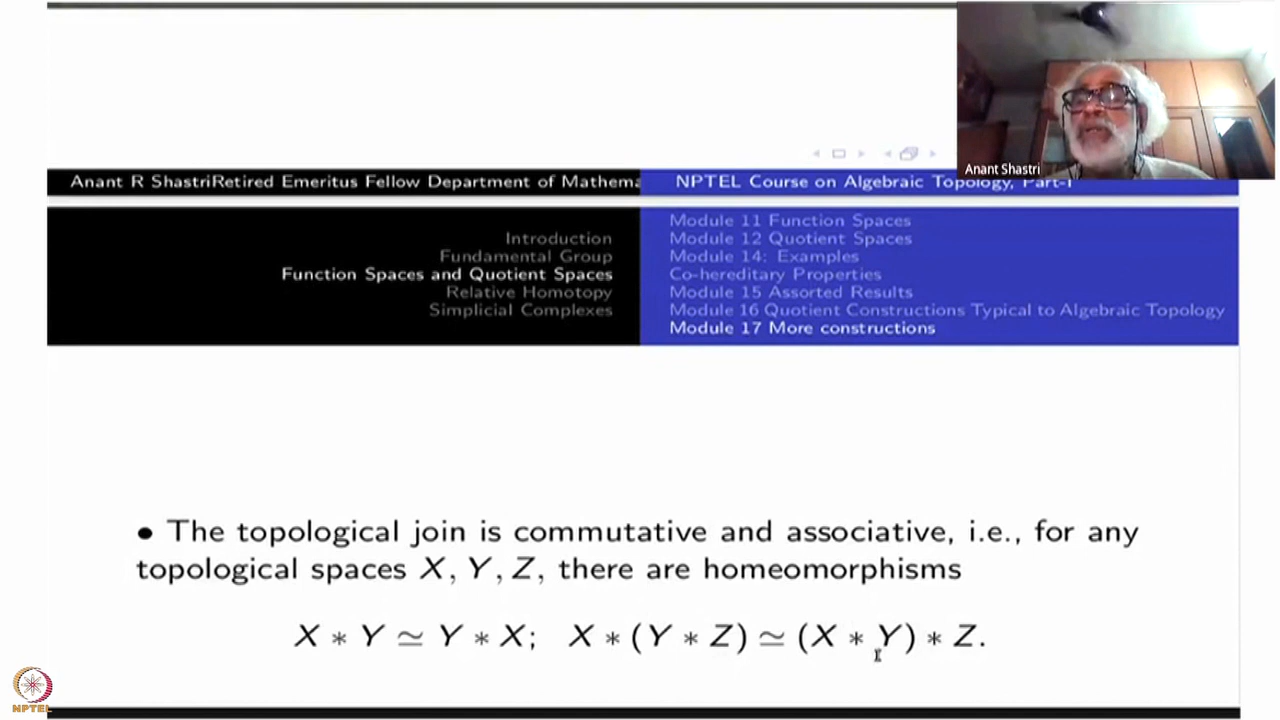 Anant Shastri
Anant R ShastriRetired Emeritus Fellow Department of Mathema
NPTEL Course on Algebraic Topology, Part-I
Introduction
Fundamental Group
Function Spaces and Quotient Spaces
Relative Homotopy
Simplicial Complexes
Module 11 Function Spaces
Module 12 Quotient Spaces
Module 14: Examples
Co-hereditary Properties
Module 15 Assorted Results
Module 16 Quotient Constructions Typical to Algebraic Topology
Module 17 More constructions
• The topological join is commutative and associative, i.e., for any
topological spaces X, Y, Z, there are homeomorphisms
X ∗ Y ≃ Y ∗ X; X ∗ (Y ∗ Z) ≃ (X ∗ Y) ∗ Z.
NPTEL